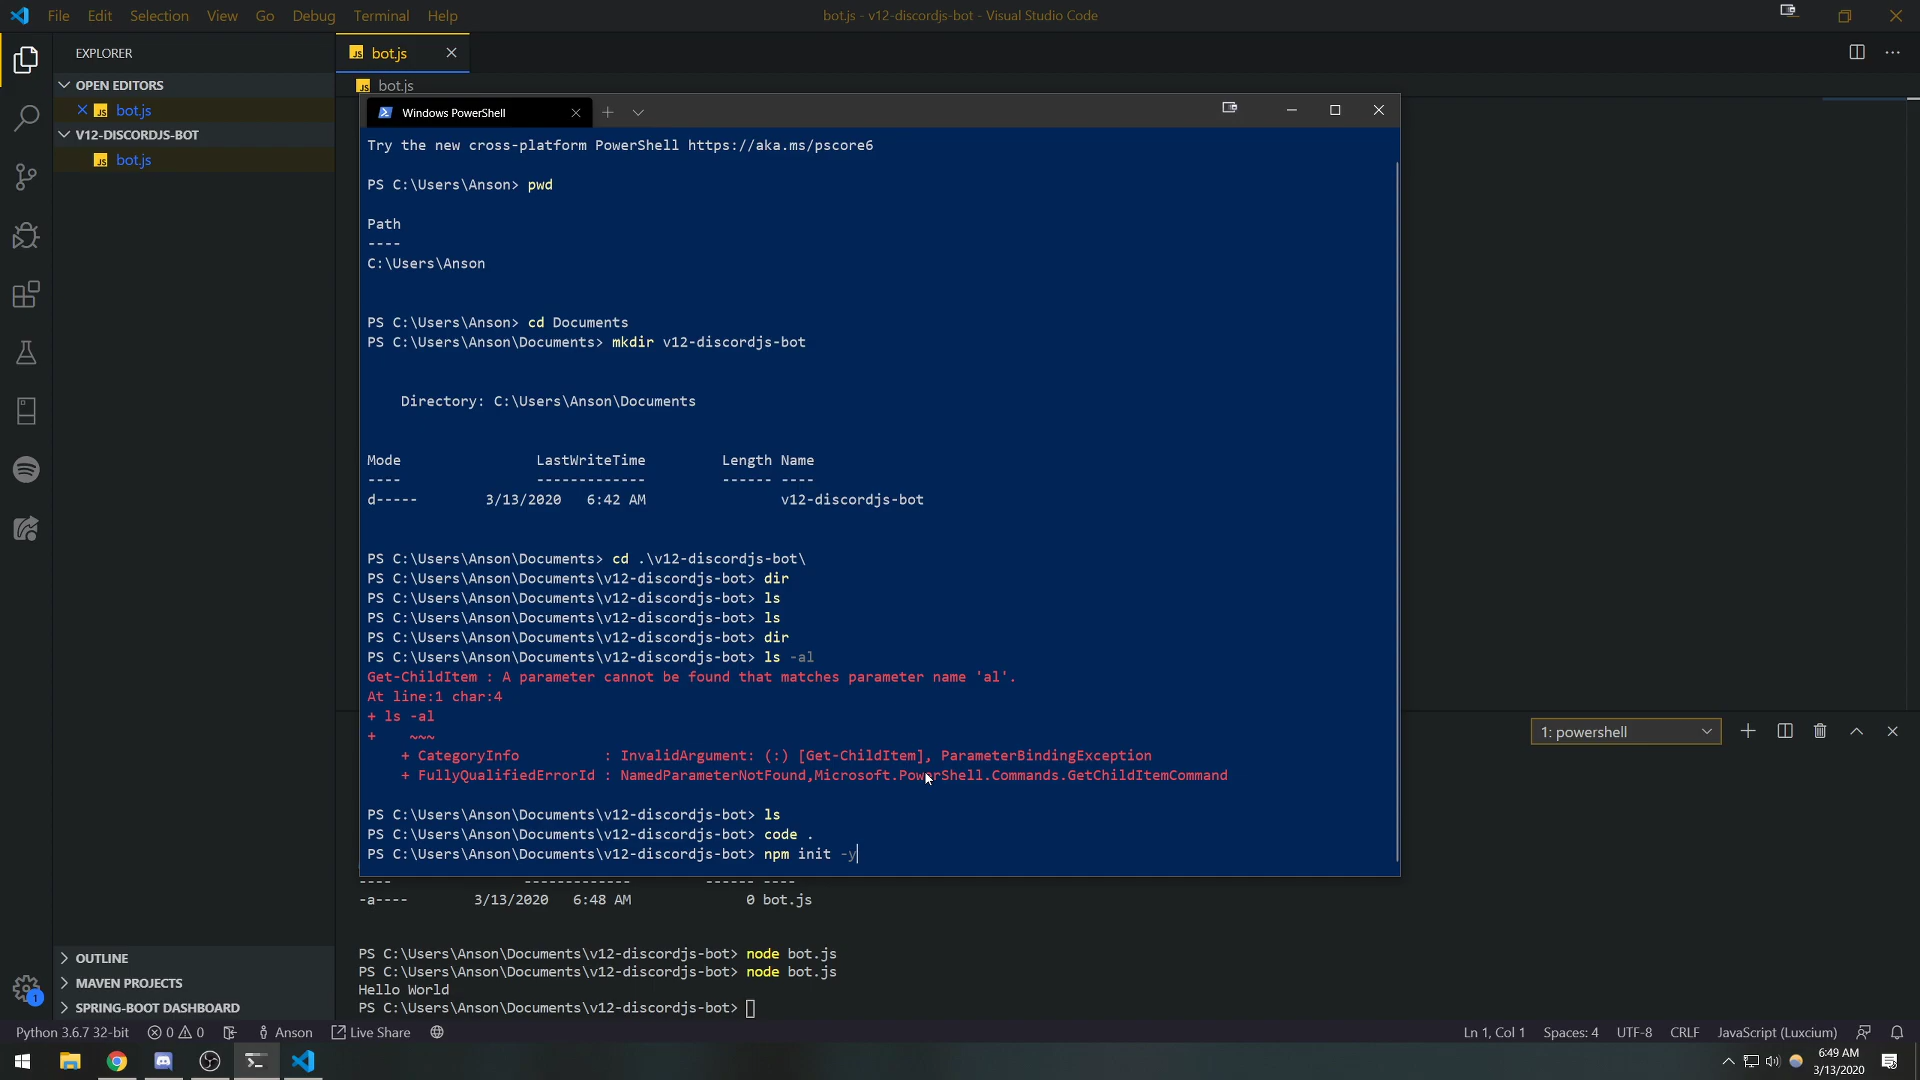 File Edit Selection View Go Debug Terminal Help
bot.js - v12-discordjs-bot - Visual Studio Code
EXPLORER
OPEN EDITORS
bot.js
V12-DISCORDJS-BOT
bot.js
OUTLINE
MAVEN PROJECTS
SPRING-BOOT DASHBOARD
JS bot.js
JS bot.js
Windows PowerShell
Try the new cross-platform PowerShell https://aka.ms/pscore6
PS C:\Users\Anson> pwd
Path
----
C:\Users\Anson
PS C:\Users\Anson> cd Documents
PS C:\Users\Anson\Documents> mkdir v12-discordjs-bot
Directory: C:\Users\Anson\Documents
Mode LastWriteTime Length Name
---- ------------- ------ ----
d----- 3/13/2020 6:42 AM v12-discordjs-bot
PS C:\Users\Anson\Documents> cd .\v12-discordjs-bot\
PS C:\Users\Anson\Documents\v12-discordjs-bot> dir
PS C:\Users\Anson\Documents\v12-discordjs-bot> ls
PS C:\Users\Anson\Documents\v12-discordjs-bot> ls
PS C:\Users\Anson\Documents\v12-discordjs-bot> dir
PS C:\Users\Anson\Documents\v12-discordjs-bot> ls -al
Get-ChildItem : A parameter cannot be found that matches parameter name 'al'.
At line:1 char:4
+ ls -al
+ ~~~
+ CategoryInfo : InvalidArgument: (:) [Get-ChildItem], ParameterBindingException
+ FullyQualifiedErrorId : NamedParameterNotFound,Microsoft.PowerShell.Commands.GetChildItemCommand
PS C:\Users\Anson\Documents\v12-discordjs-bot> ls
PS C:\Users\Anson\Documents\v12-discordjs-bot> code .
PS C:\Users\Anson\Documents\v12-discordjs-bot> npm init -y
1: powershell
---- ------------- ------ ----
-a---- 3/13/2020 6:48 AM 0 bot.js
PS C:\Users\Anson\Documents\v12-discordjs-bot> node bot.js
PS C:\Users\Anson\Documents\v12-discordjs-bot> node bot.js
Hello World
PS C:\Users\Anson\Documents\v12-discordjs-bot>
1
Python 3.6.7 32-bit 0 0 Anson Live Share Ln 1, Col 1 Spaces: 4 UTF-8 CRLF JavaScript (Luxcium)
6:49 AM
3/13/2020